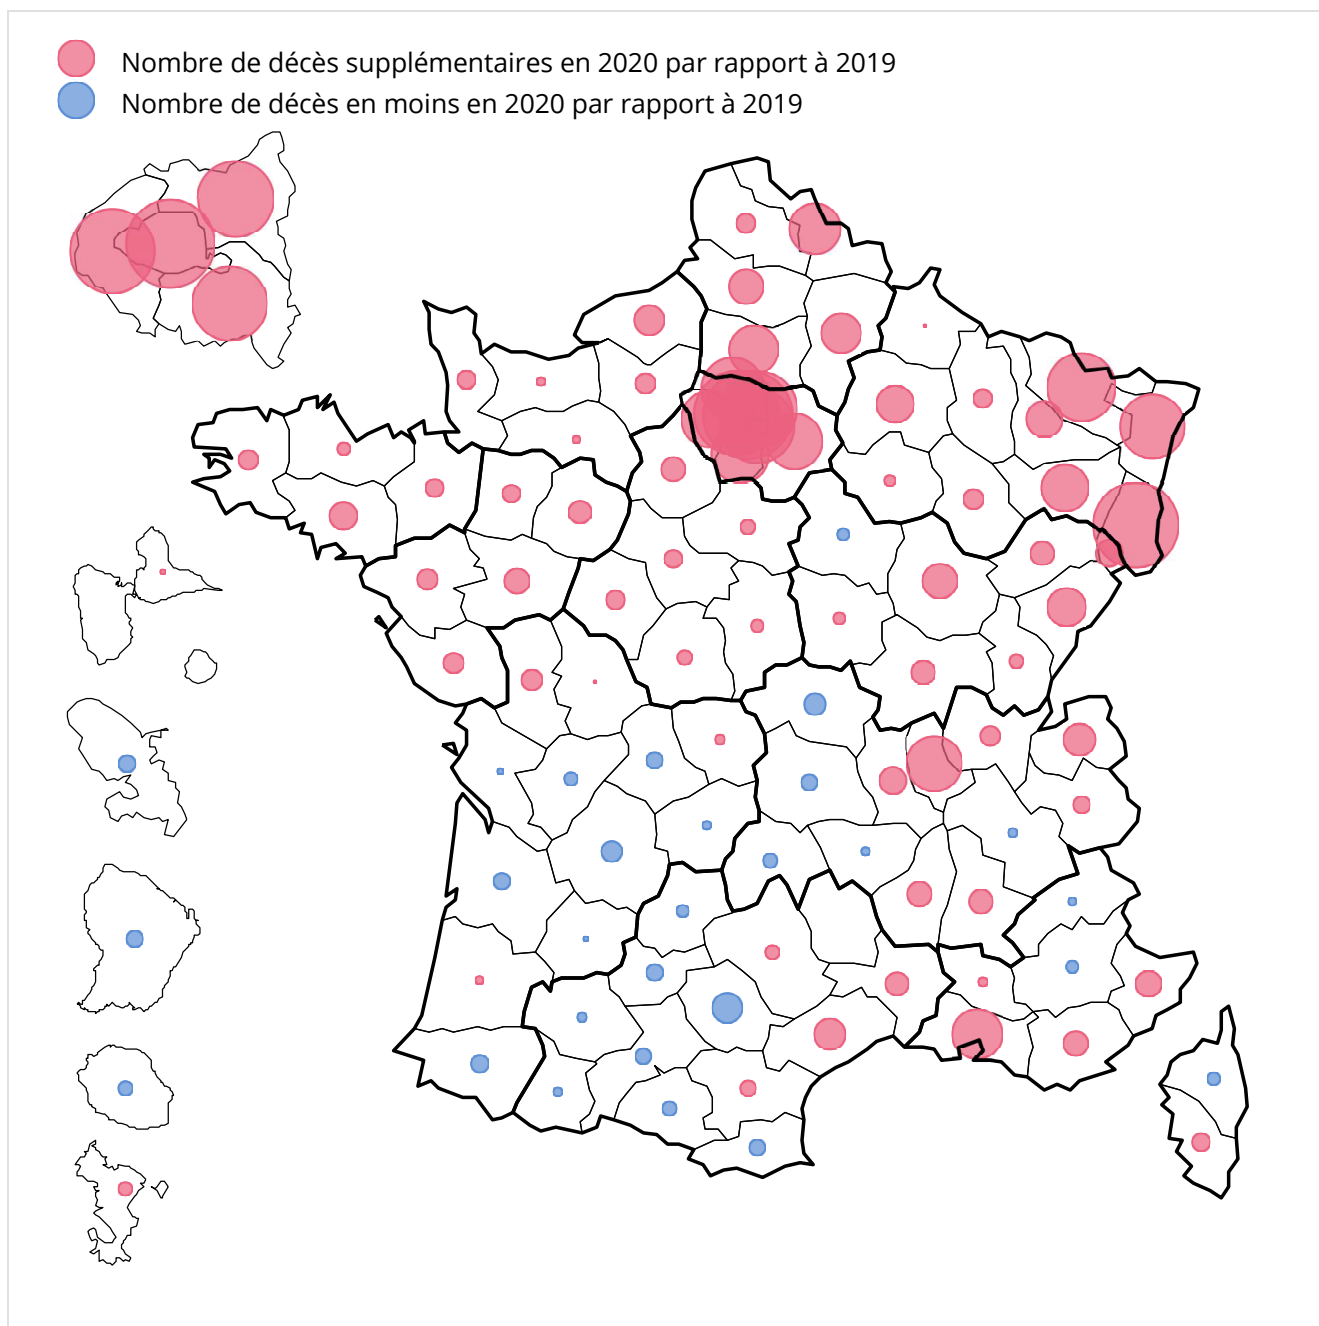 Nombre de décès supplémentaires en 2020 par rapport à 2019
Nombre de décès en moins en 2020 par rapport à 2019